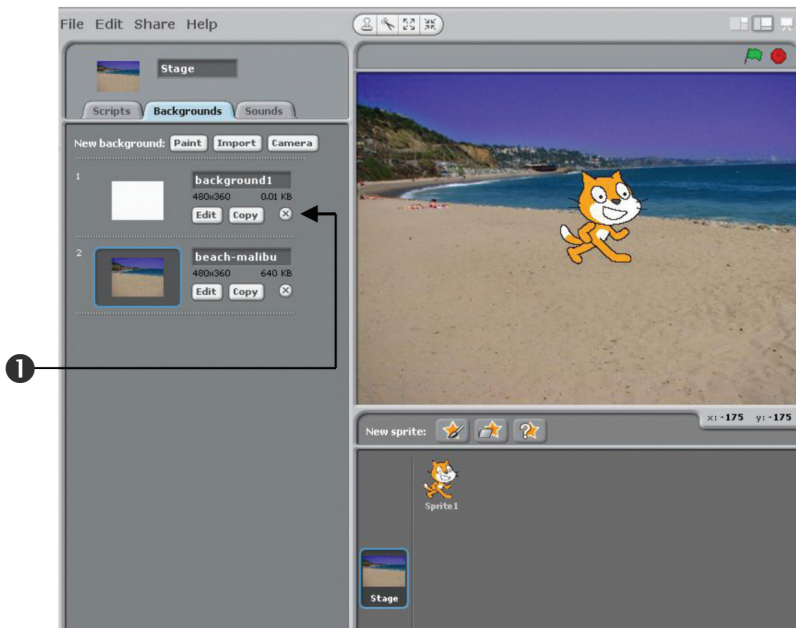 File Edit Share Help
Stage
Scripts Backgrounds Sounds
New background: Paint Import Camera
1
background1
480x360 0.01 KB
Edit Copy
2
beach-malibu
480x360 640 KB
Edit Copy
1
x: -175 y: -175
New sprite:
Sprite1
Stage